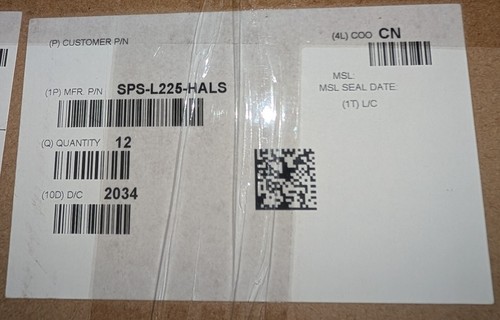 (P) CUSTOMER P/N
(4L) COO CN
(1P) MFR. P/N SPS-L225-HALS
MSL:
MSL SEAL DATE:
(1T) L/C
(Q) QUANTITY 12
(10D) D/C 2034